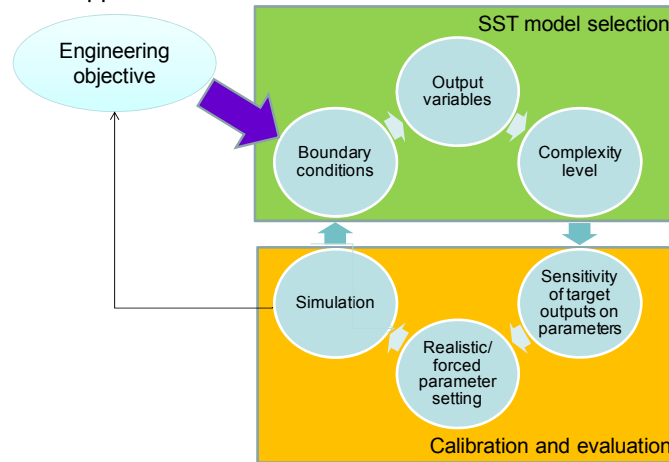 SST model selection
Engineering
objective
Output
variables
Boundary
conditions
Complexity
level
Simulation
Sensitivity
of target
outputs on
parameters
Realistic/
forced
parameter
setting
Calibration and evaluation